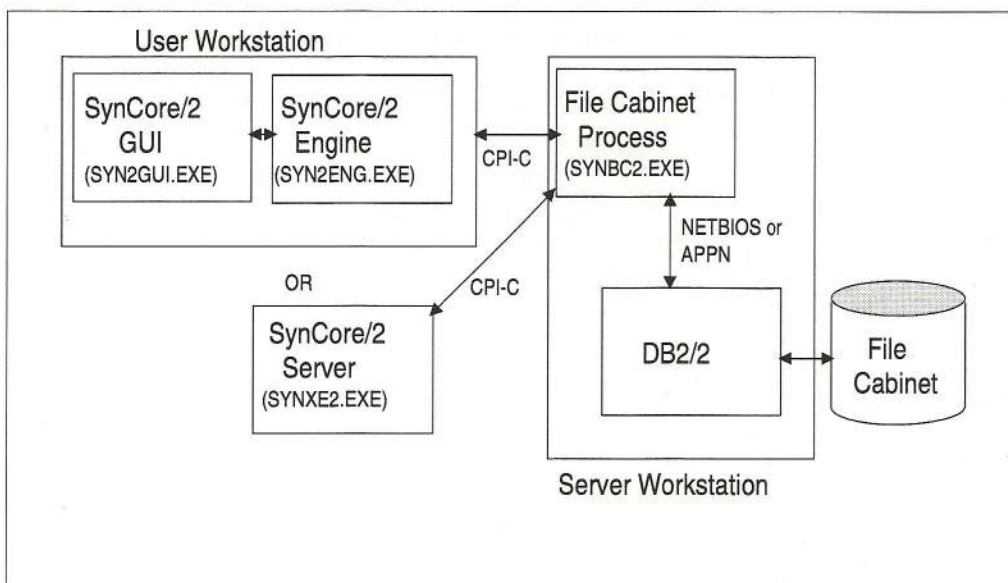 User Workstation
SynCore/2
GUI
(SYN2GUI.EXE)
SynCore/2
Engine
(SYN2ENG.EXE)
CPI-C
File Cabinet
Process
(SYNBC2.EXE)
NETBIOS or
APPN
OR
CPI-C
SynCore/2
Server
(SYNXE2.EXE)
DB2/2
File
Cabinet
Server Workstation